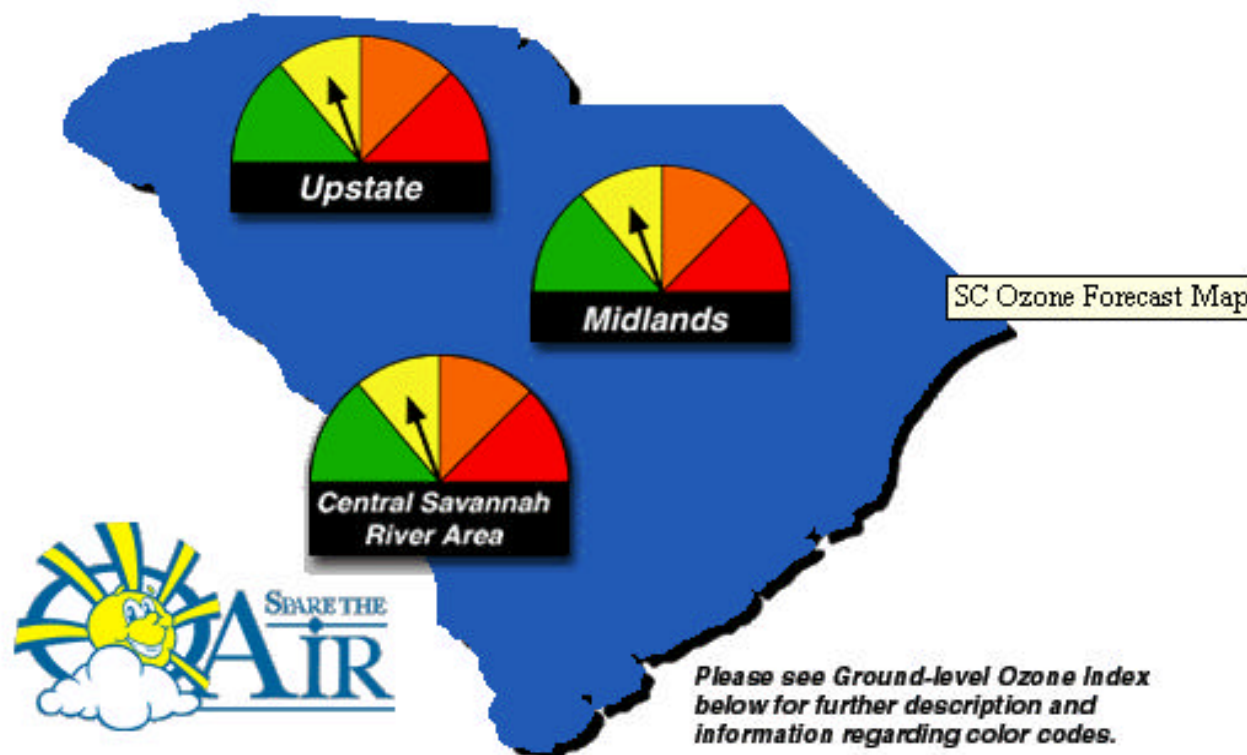 Upstate
Midlands
SC Ozone Forecast Map
Central Savannah
River Area
SPARE THE
AIR
Please see Ground-level Ozone Index
below for further description and
information regarding color codes.